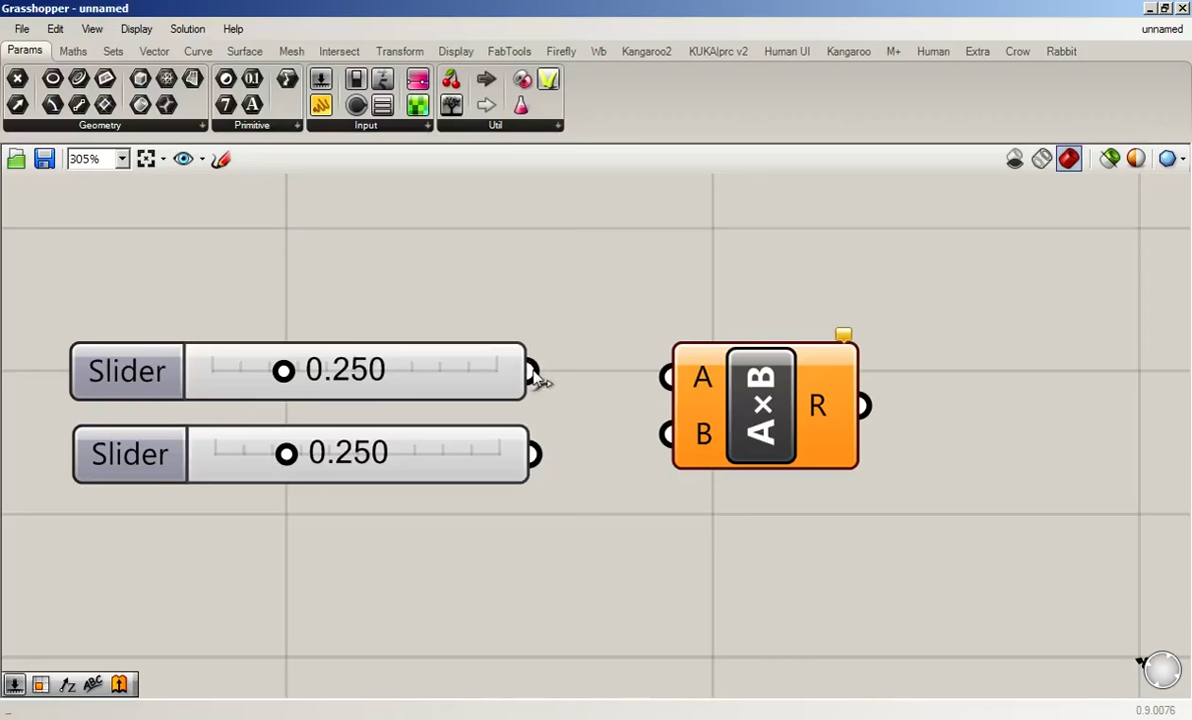 Grasshopper - unnamed
File Edit View Display Solution Help unnamed
Params Maths Sets Vector Curve Surface Mesh Intersect Transform Display FabTools Firefly Wb Kangaroo2 KUKA|prc v2 Human UI Kangaroo M+ Human Extra Crow Rabbit
Geometry Primitive Input Util
305%
Slider 0.250
Slider 0.250
A
B
A×B
R
0.9.0076